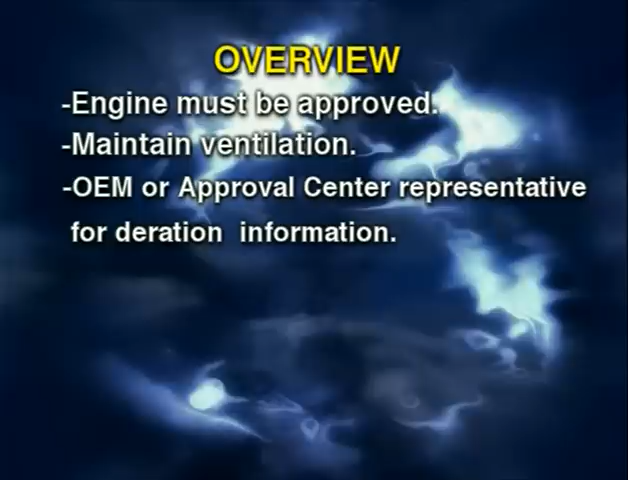 OVERVIEW
-Engine must be approved.
-Maintain ventilation.
-OEM or Approval Center representative
for deration information.